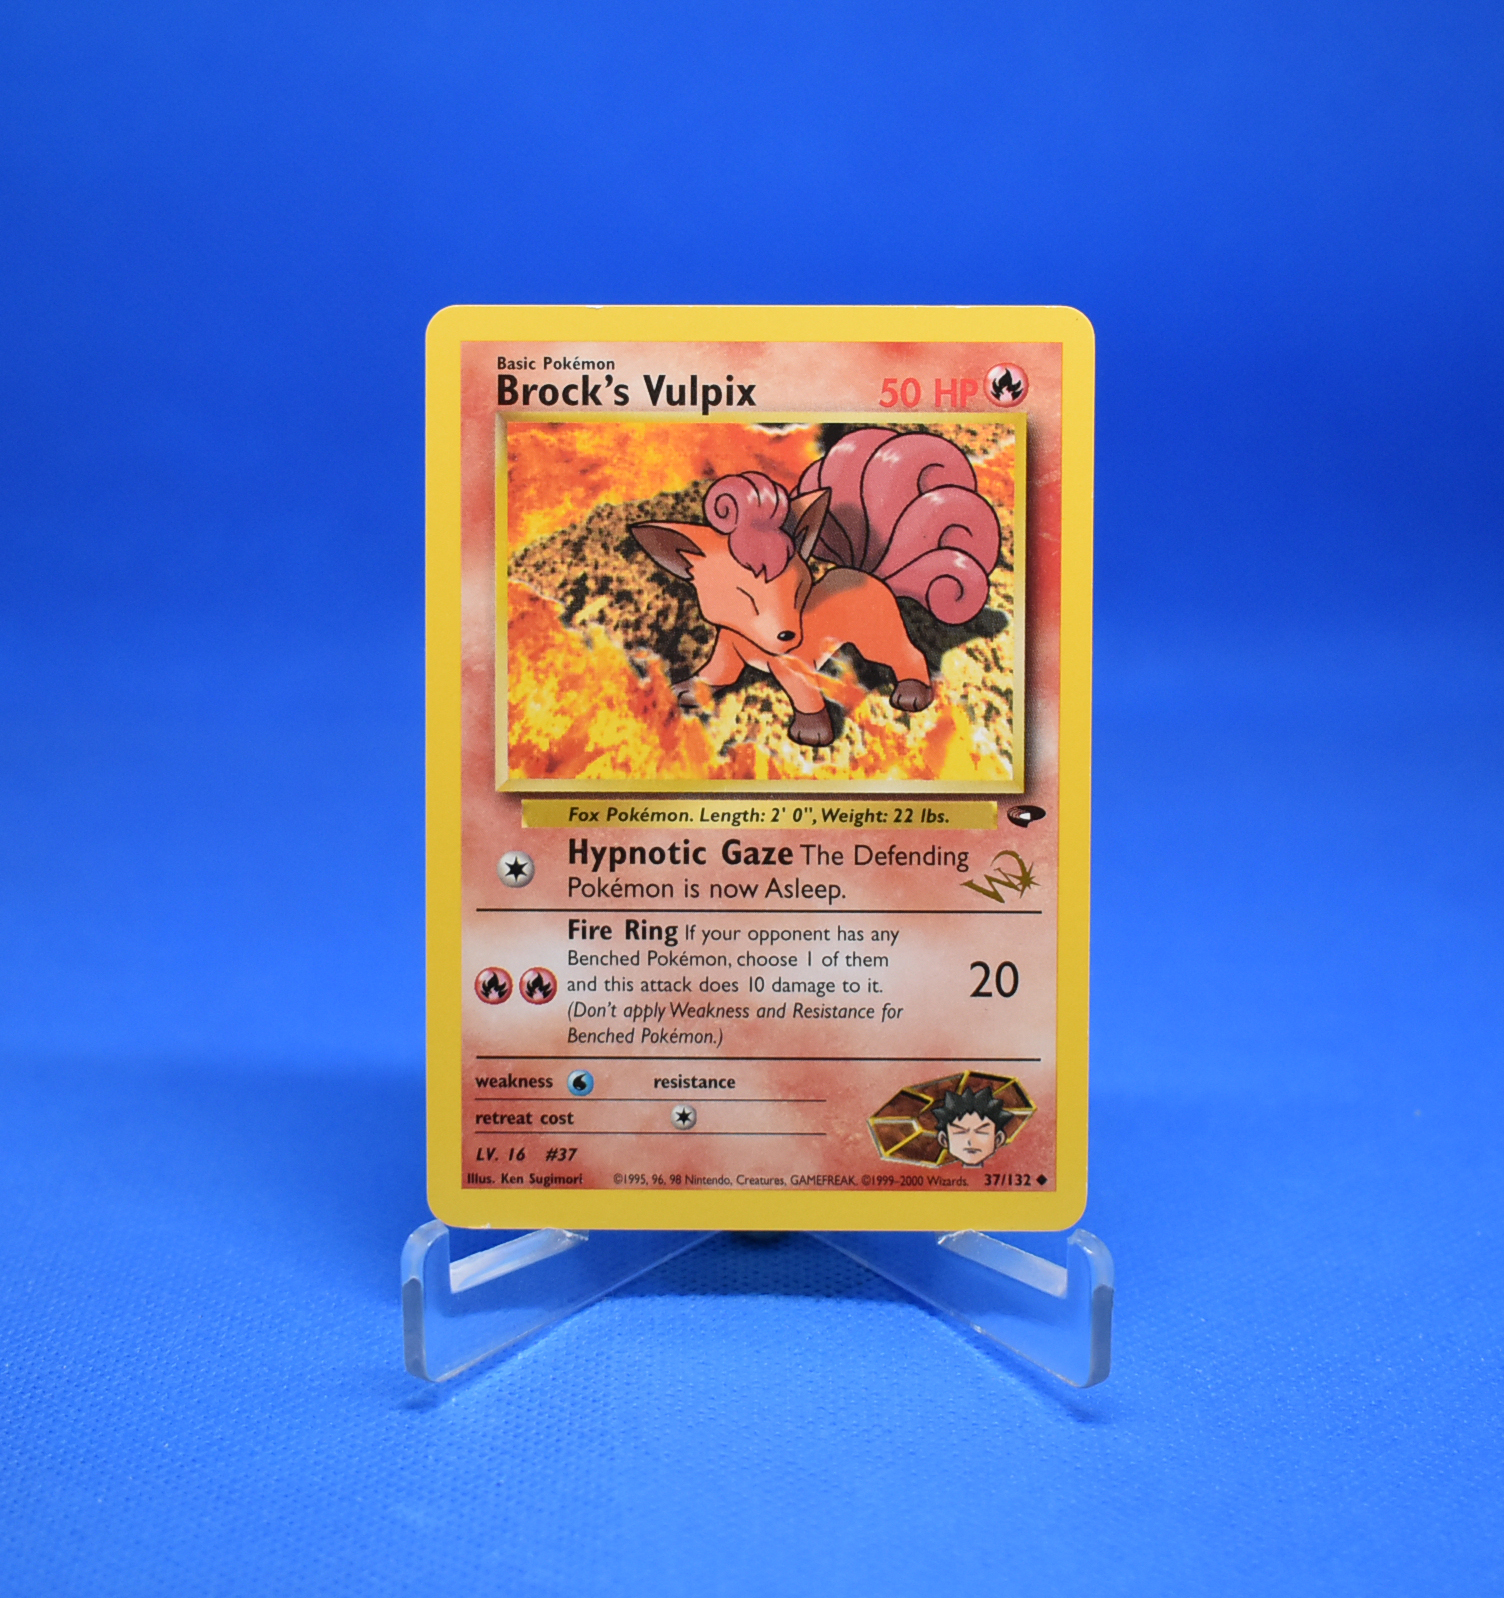 Basic Pokémon
Brock's Vulpix 50 HP
Fox Pokémon. Length: 2' 0", Weight: 22 lbs.
Hypnotic Gaze The Defending
Pokémon is now Asleep.
W
Fire Ring If your opponent has any
Benched Pokémon, choose 1 of them
and this attack does 10 damage to it.
(Don't apply Weakness and Resistance for
Benched Pokémon.)
20
weakness resistance
retreat cost
LV. 16 #37
Illus. Ken Sugimori ©1995, 96, 98 Nintendo, Creatures, GAMEFREAK. ©1999-2000 Wizards. 37/132